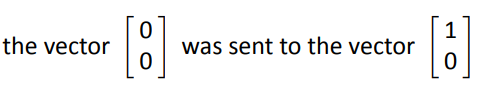 the vector [0 0] was sent to the vector [1 0]